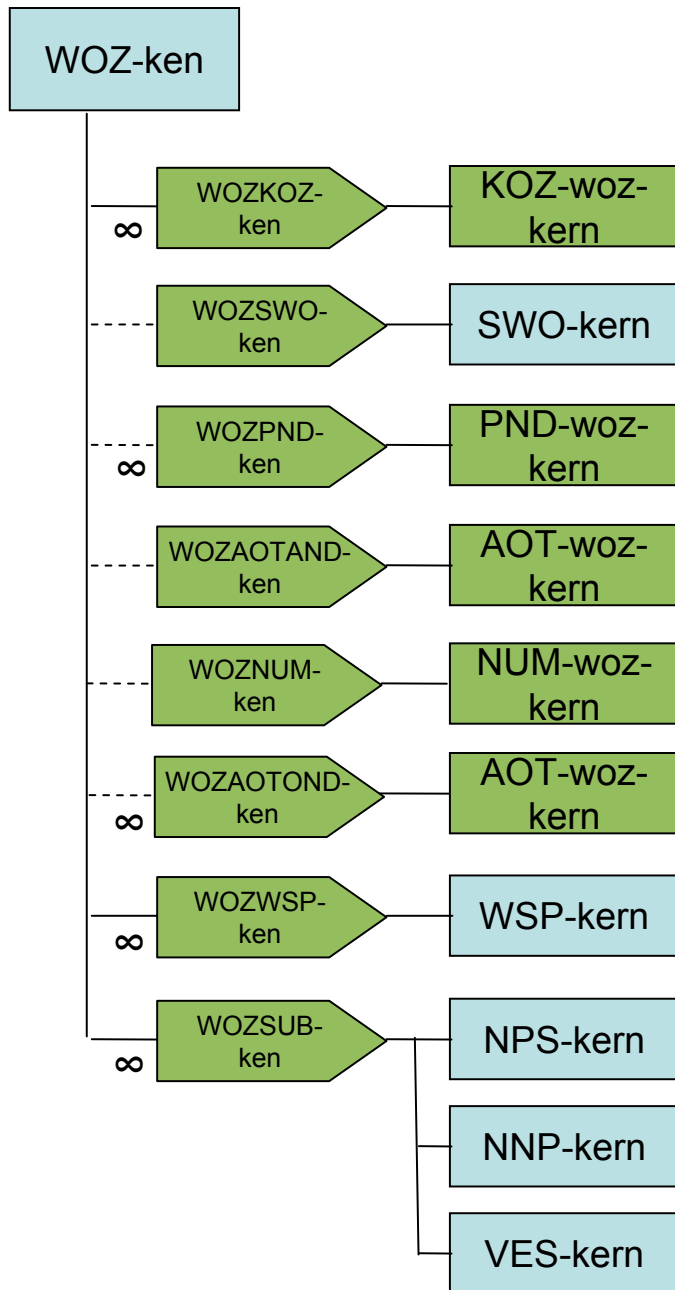 WOZ-ken
WOZKOZ-
ken
KOZ-woz-
kern
∞
WOZSWO-
ken
SWO-kern
WOZPND-
ken
PND-woz-
kern
∞
WOZAOTAND-
ken
AOT-woz-
kern
WOZNUM-
ken
NUM-woz-
kern
WOZAOTOND-
ken
AOT-woz-
kern
∞
WOZWSP-
ken
WSP-kern
∞
WOZSUB-
ken
NPS-kern
∞
NNP-kern
VES-kern